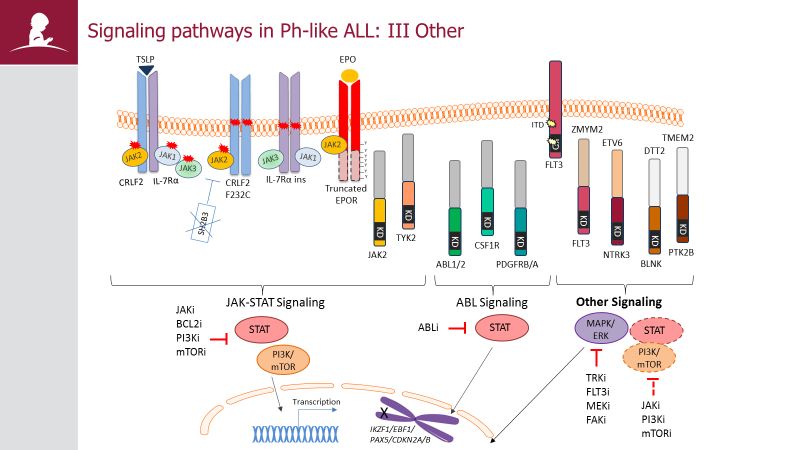 Signaling pathways in Ph-like ALL: III Other
TSLP
EPO
JAK2
JAK1
JAK3
CRLF2
IL-7Rα
JAK2
CRLF2
F232C
SH2B3
JAK3
JAK1
IL-7Rα ins
JAK2
Y
Y
Y
Y
Y
Y
Y
Truncated
EPOR
KD
JAK2
KD
TYK2
KD
ABL1/2
KD
CSF1R
KD
PDGFRB/A
ITD
KD
FLT3
ZMYM2
KD
FLT3
ETV6
KD
NTRK3
DTT2
KD
BLNK
TMEM2
KD
PTK2B
JAK-STAT Signaling
ABL Signaling
Other Signaling
JAKi
BCL2i
PI3Ki
mTORi
STAT
PI3K/
mTOR
ABLi
STAT
MAPK/
ERK
STAT
PI3K/
mTOR
TRKi
FLT3i
MEKi
FAKi
JAKi
PI3Ki
mTORi
Transcription
X
IKZF1/EBF1/
PAX5/CDKN2A/B